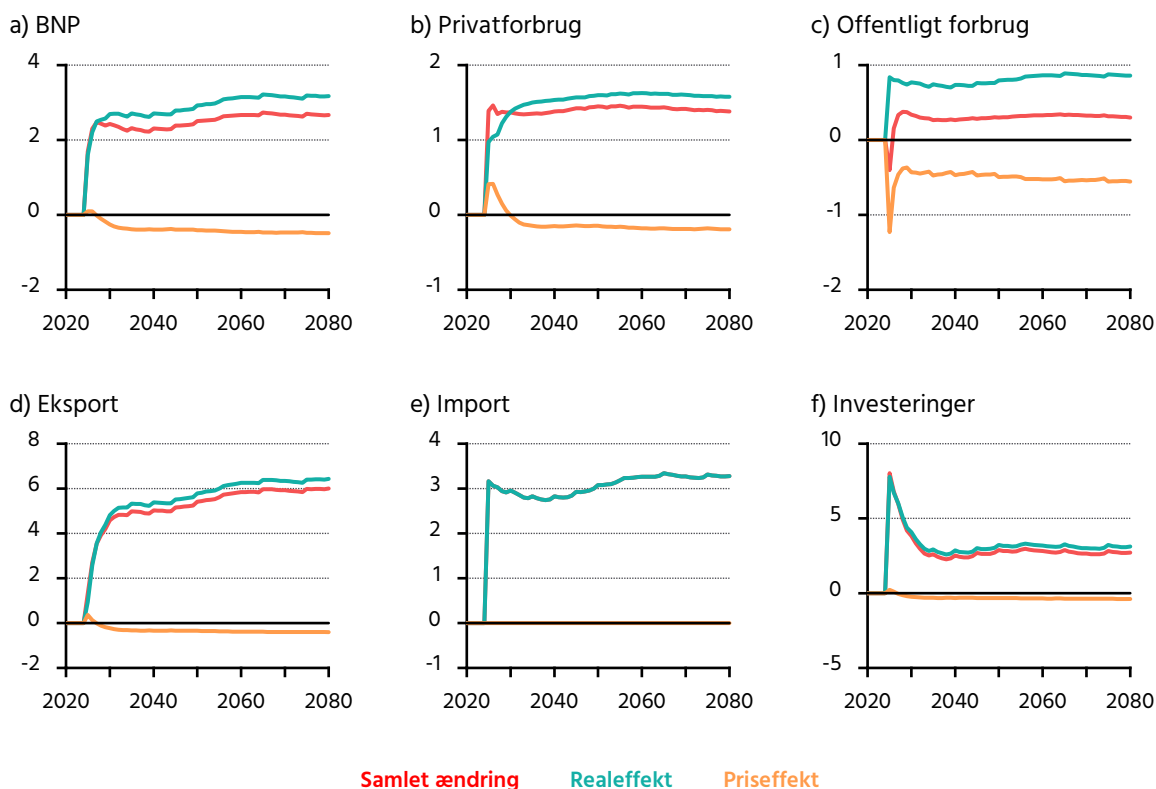 a) BNP
b) Privatforbrug
c) Offentligt forbrug
4
2
0
-2
2020 2040 2060 2080
2
1
0
-1
2020 2040 2060 2080
1
0
-1
-2
2020 2040 2060 2080
d) Eksport
e) Import
f) Investeringer
8
6
4
2
0
-2
2020 2040 2060 2080
4
3
2
1
0
-1
2020 2040 2060 2080
10
5
0
-5
2020 2040 2060 2080
Samlet ændring Realeffekt Priseffekt